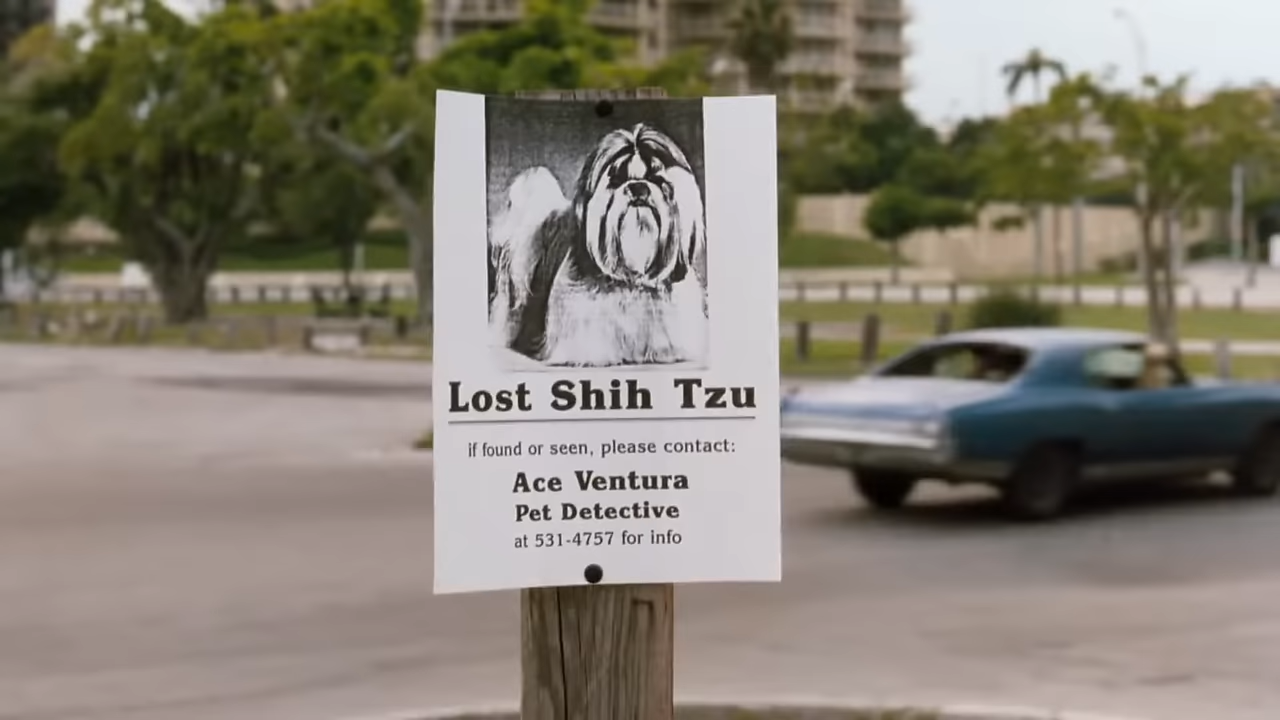 Lost Shih Tzu
if found or seen, please contact:
Ace Ventura
Pet Detective
at 531-4757 for info